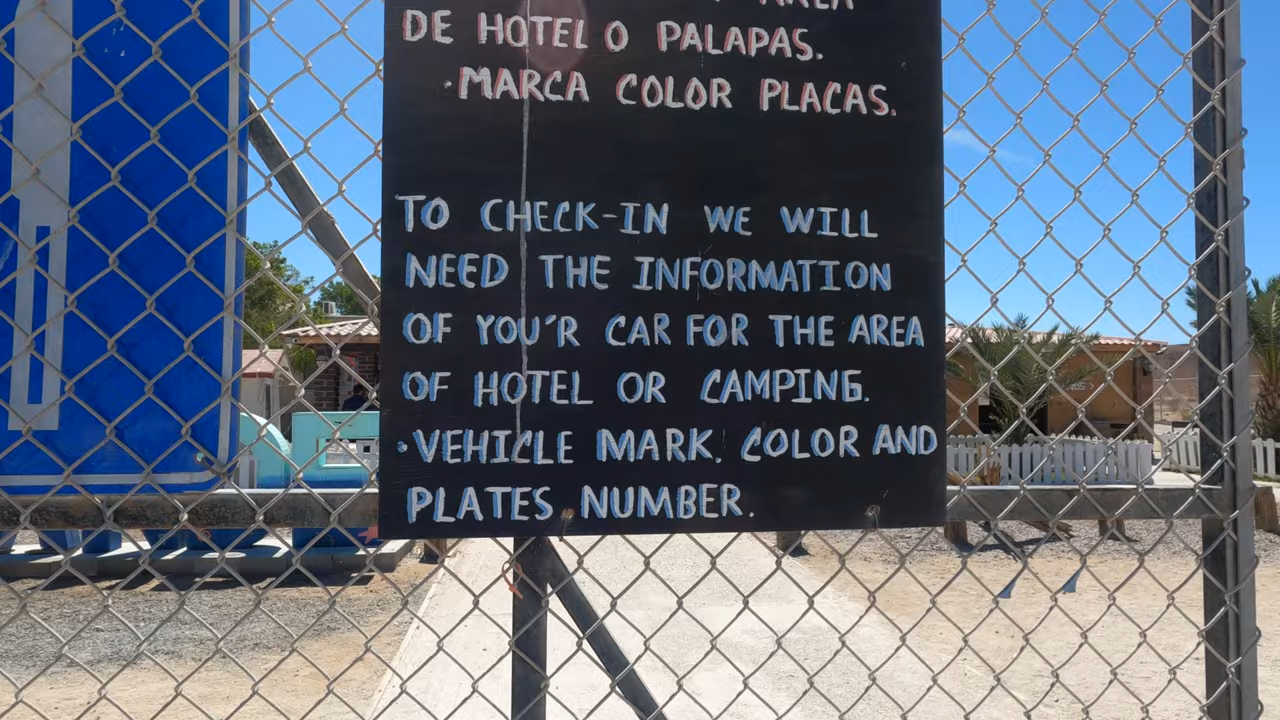 AREA
DE HOTEL O PALAPAS.
·MARCA COLOR PLACAS.
TO CHECK-IN WE WILL
NEED THE INFORMATION
OF YOU'R CAR FOR THE AREA
OF HOTEL OR CAMPING.
·VEHICLE MARK. COLOR AND
PLATES NUMBER.